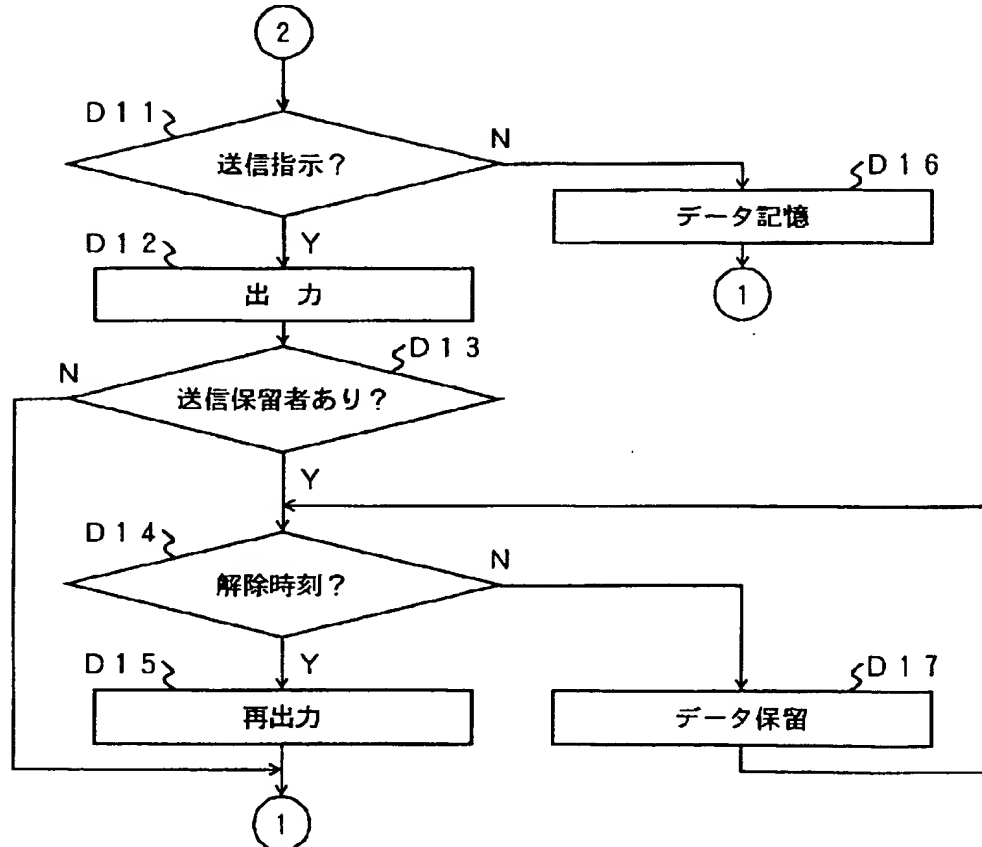 2
D11
送信指示?
N
D16
データ記憶
D12
Y
1
出 力
D13
N
送信保留者あり?
Y
D14
N
解除時刻?
D15
Y
D17
再出力
データ保留
1